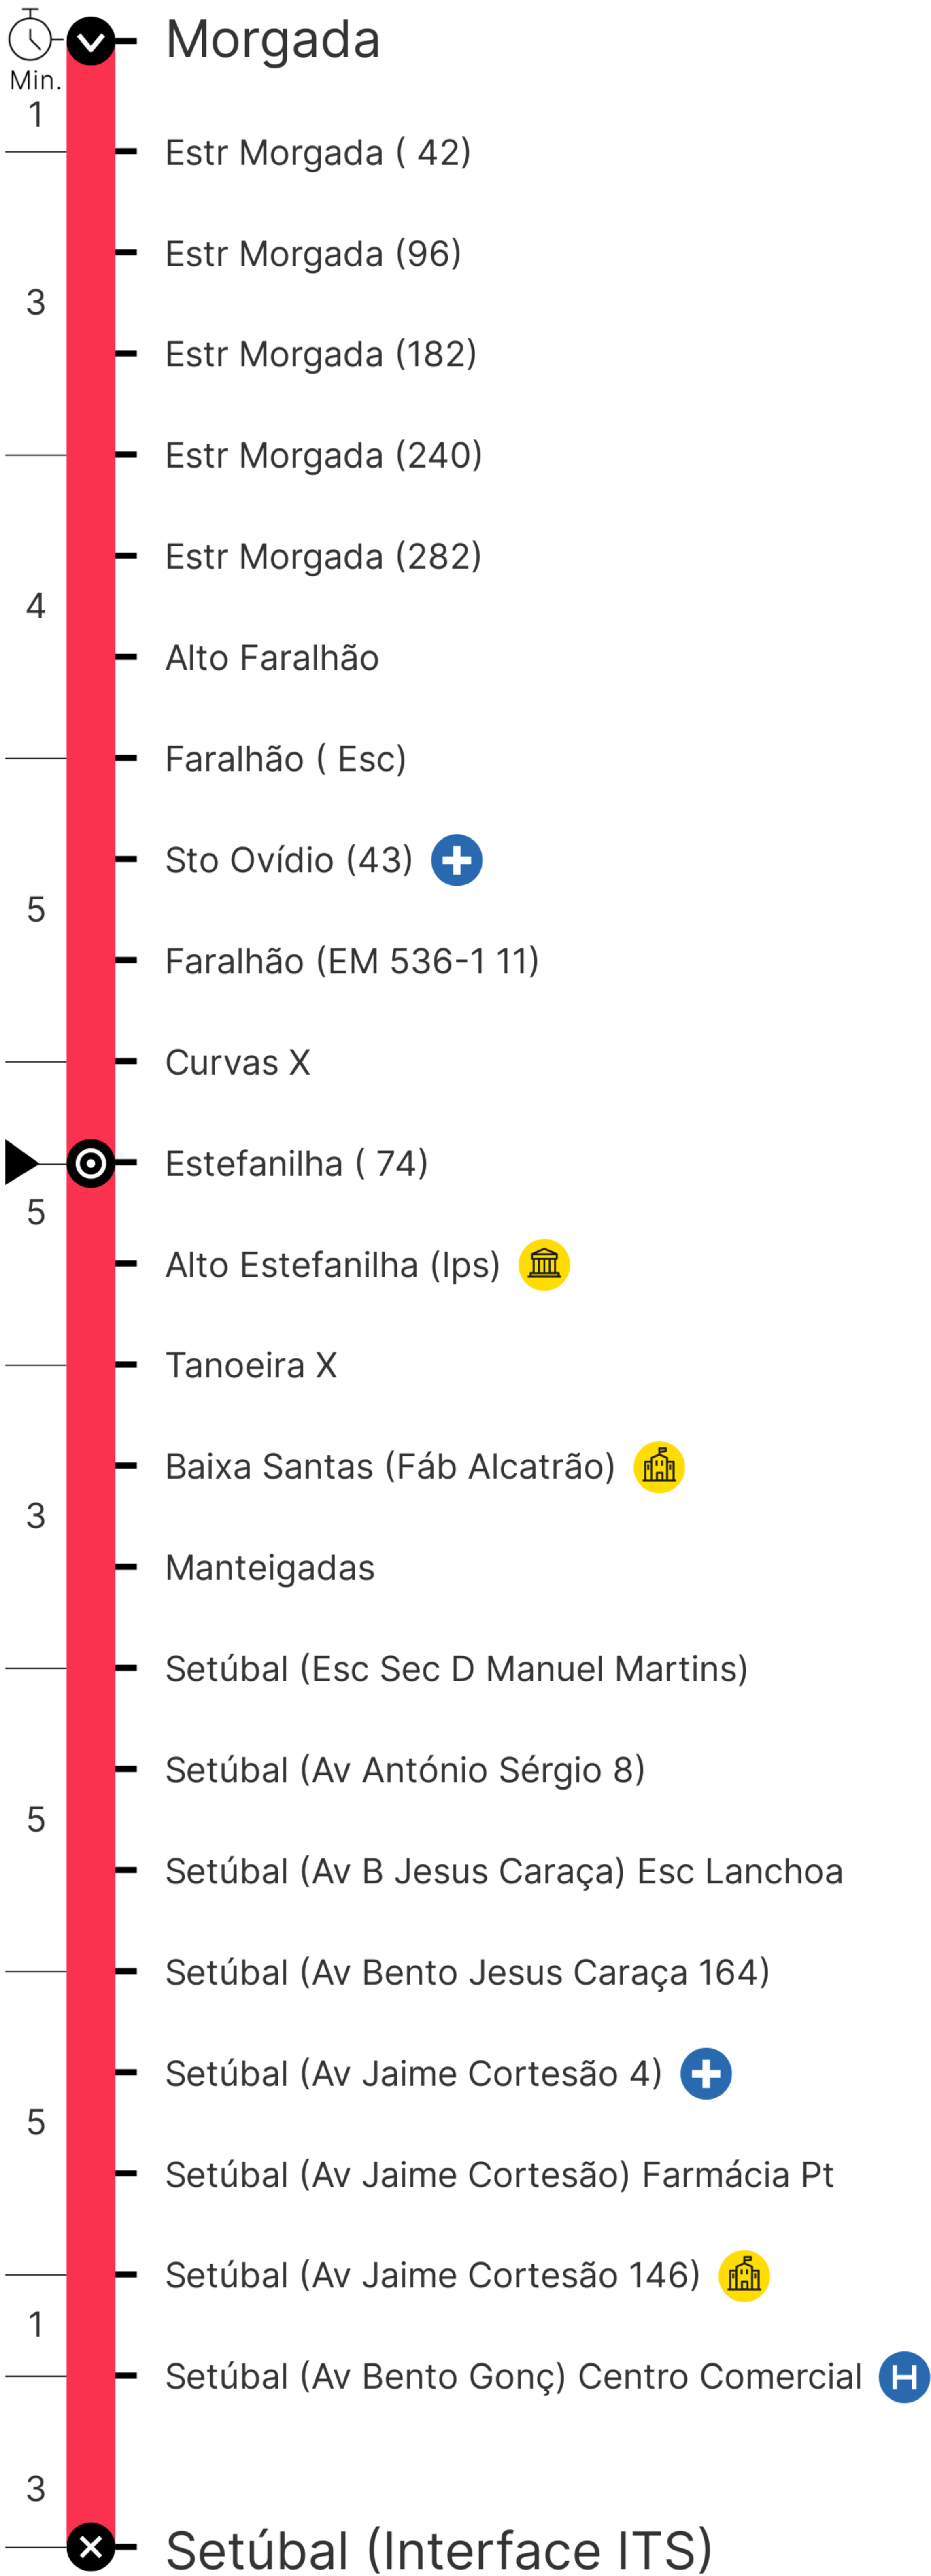 Morgada
Min.
1
Estr Morgada ( 42)
Estr Morgada (96)
3
Estr Morgada (182)
Estr Morgada (240)
Estr Morgada (282)
4
Alto Faralhão
Faralhão ( Esc)
Sto Ovídio (43)
5
Faralhão (EM 536-1 11)
Curvas X
Estefanilha ( 74)
5
Alto Estefanilha (Ips)
Tanoeira X
Baixa Santas (Fáb Alcatrão)
3
Manteigadas
Setúbal (Esc Sec D Manuel Martins)
Setúbal (Av António Sérgio 8)
5
Setúbal (Av B Jesus Caraça) Esc Lanchoa
Setúbal (Av Bento Jesus Caraça 164)
Setúbal (Av Jaime Cortesão 4)
5
Setúbal (Av Jaime Cortesão) Farmácia Pt
Setúbal (Av Jaime Cortesão 146)
1
Setúbal (Av Bento Gonç) Centro Comercial H
3
Setúbal (Interface ITS)